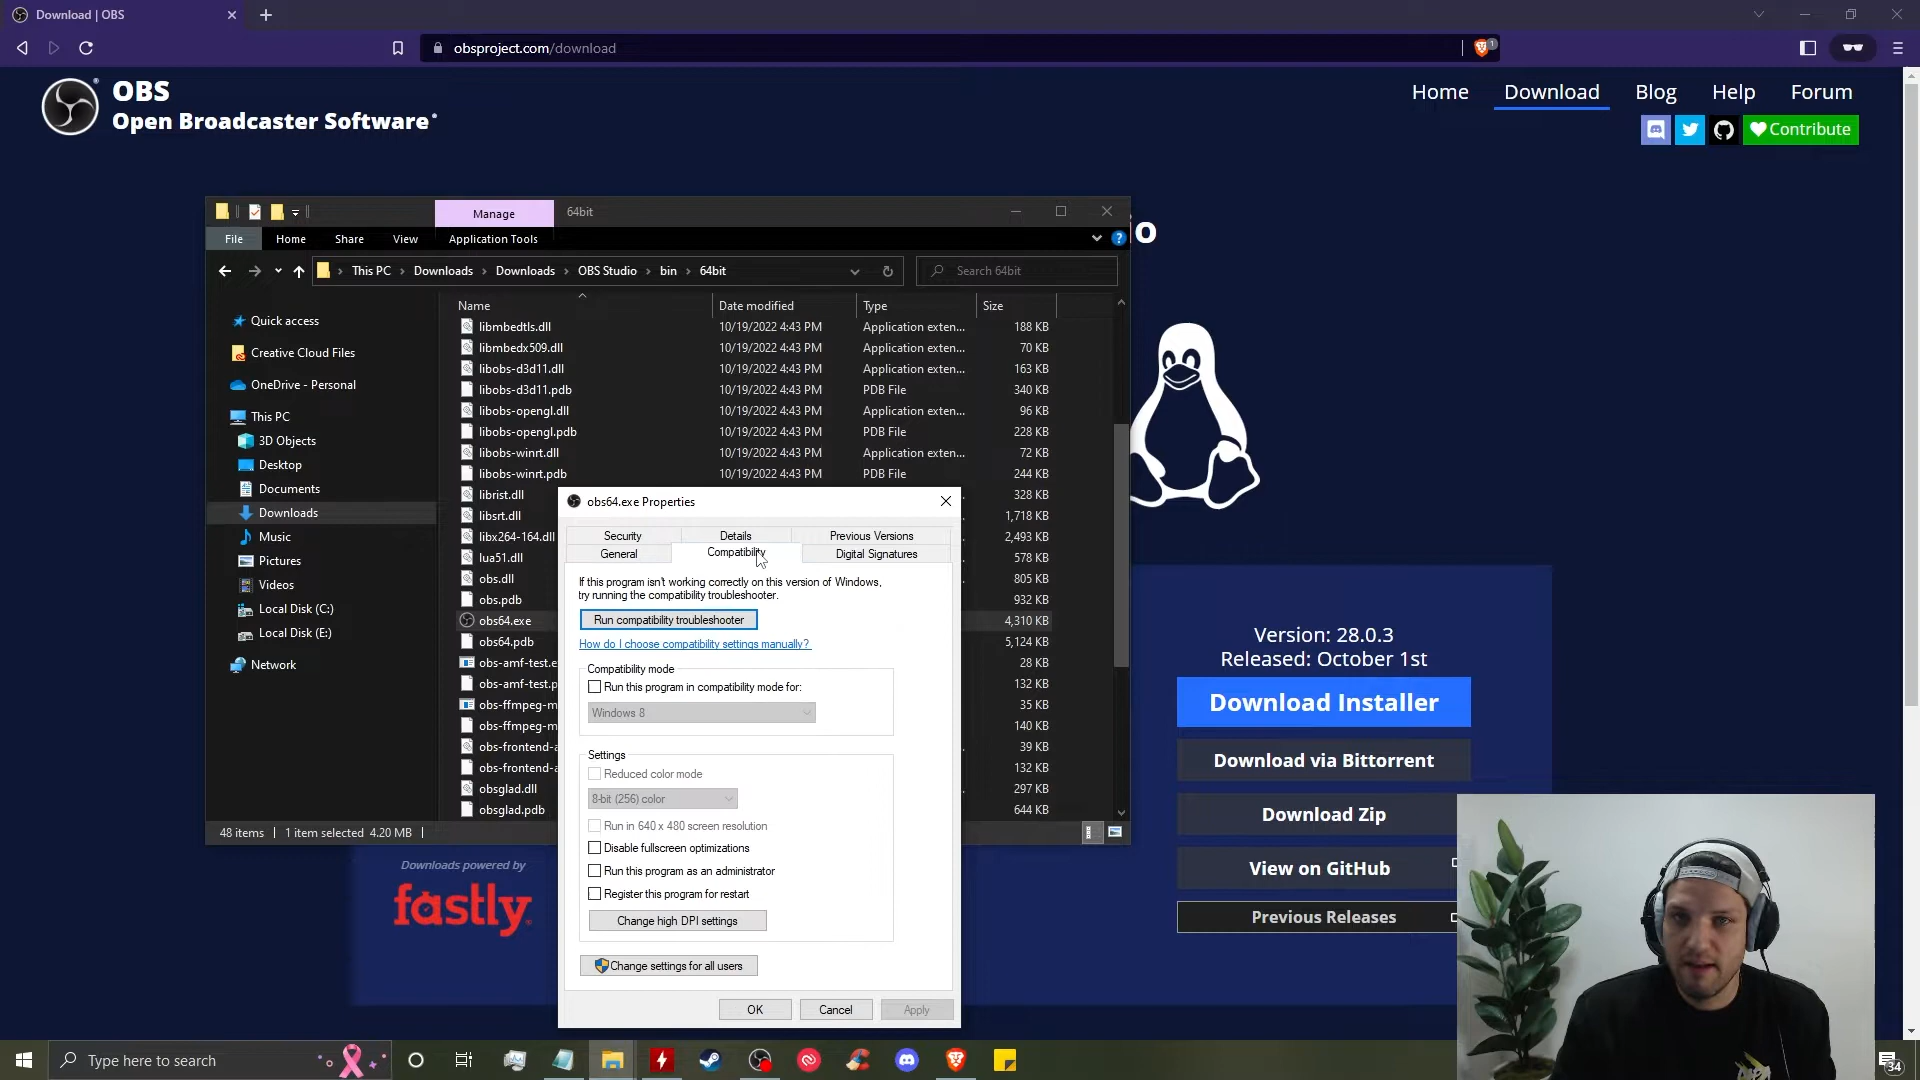 Download | OBS
obsproject.com/download
1
OBS
Open Broadcaster Software
Home
Download
Blog
Help
Forum
Contribute
io
Manage
64bit
File
Home
Share
View
Application Tools
This PC
Downloads
Downloads
OBS Studio
bin
64bit
Search 64bit
Quick access
Creative Cloud Files
OneDrive - Personal
This PC
3D Objects
Desktop
Documents
Downloads
Music
Pictures
Videos
Local Disk (C:)
Local Disk (E:)
Network
Name Date modified Type Size
libmbedtls.dll 10/19/2022 4:43 PM Application exten... 188 KB
libmbedx509.dll 10/19/2022 4:43 PM Application exten... 70 KB
libobs-d3d11.dll 10/19/2022 4:43 PM Application exten... 163 KB
libobs-d3d11.pdb 10/19/2022 4:43 PM PDB File 340 KB
libobs-opengl.dll 10/19/2022 4:43 PM Application exten... 96 KB
libobs-opengl.pdb 10/19/2022 4:43 PM PDB File 228 KB
libobs-winrt.dll 10/19/2022 4:43 PM Application exten... 72 KB
libobs-winrt.pdb 10/19/2022 4:43 PM PDB File 244 KB
librist.dll 328 KB
libsrt.dll 1,718 KB
libx264-164.dll 2,493 KB
lua51.dll 578 KB
obs.dll 805 KB
obs.pdb 932 KB
obs64.exe 4,310 KB
obs64.pdb 5,124 KB
obs-amf-test.e 28 KB
obs-amf-test.p 132 KB
obs-ffmpeg-m 35 KB
obs-ffmpeg-m 140 KB
obs-frontend-a 39 KB
obs-frontend-a 132 KB
obsglad.dll 297 KB
obsglad.pdb 644 KB
48 items
1 item selected 4.20 MB
obs64.exe Properties
Security
Details
Previous Versions
General
Compatibility
Digital Signatures
If this program isn't working correctly on this version of Windows,
try running the compatibility troubleshooter.
Run compatibility troubleshooter
How do I choose compatibility settings manually?
Compatibility mode
Run this program in compatibility mode for:
Windows 8
Settings
Reduced color mode
8-bit (256) color
Run in 640 x 480 screen resolution
Disable fullscreen optimizations
Run this program as an administrator
Register this program for restart
Change high DPI settings
Change settings for all users
OK
Cancel
Apply
Version: 28.0.3
Released: October 1st
Download Installer
Download via Bittorrent
Download Zip
View on GitHub
Previous Releases
Downloads powered by
fastly
Type here to search
34